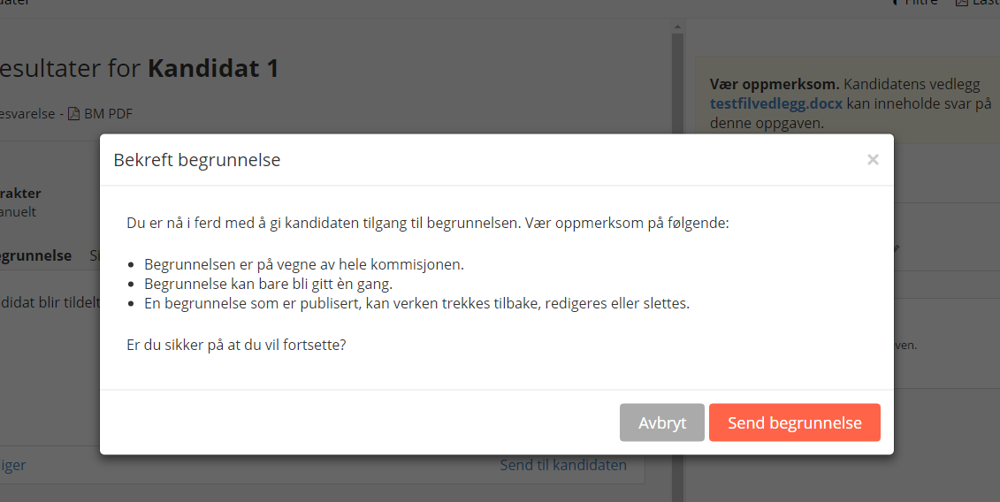 Filtre
esultater for Kandidat 1
esvarelse - BM PDF
Vær oppmerksom. Kandidatens vedlegg
testfilvedlegg.docx kan inneholde svar på
denne oppgaven.
Bekreft begrunnelse
×
rakter
anuelt
Du er nå i ferd med å gi kandidaten tilgang til begrunnelsen. Vær oppmerksom på følgende:
egrunnelse Si
• Begrunnelsen er på vegne av hele kommisjonen.
• Begrunnelse kan bare bli gitt èn gang.
• En begrunnelse som er publisert, kan verken trekkes tilbake, redigeres eller slettes.
didat blir tildelt
Er du sikker på at du vil fortsette?
ven.
Avbryt Send begrunnelse
iger Send til kandidaten